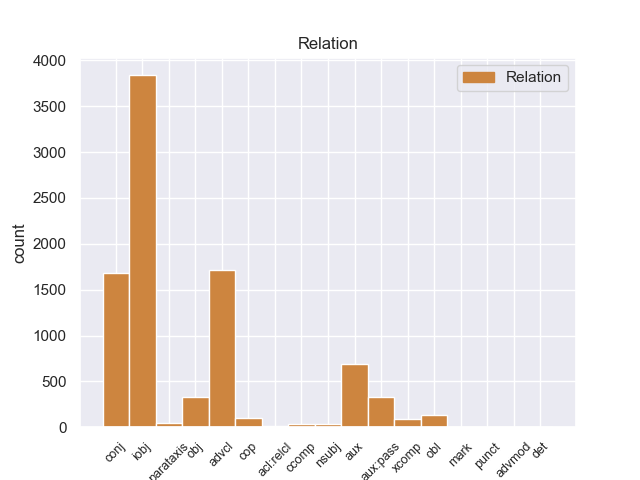 Relation
Relation
count
4000
3500
3000
2500
2000
1500
1000
500
0
conj
iobj
parataxis
obj
advcl
cop
acl:relcl
ccomp
nsubj
aux
aux:pass
xcomp
obl
mark
punct
advmod
det